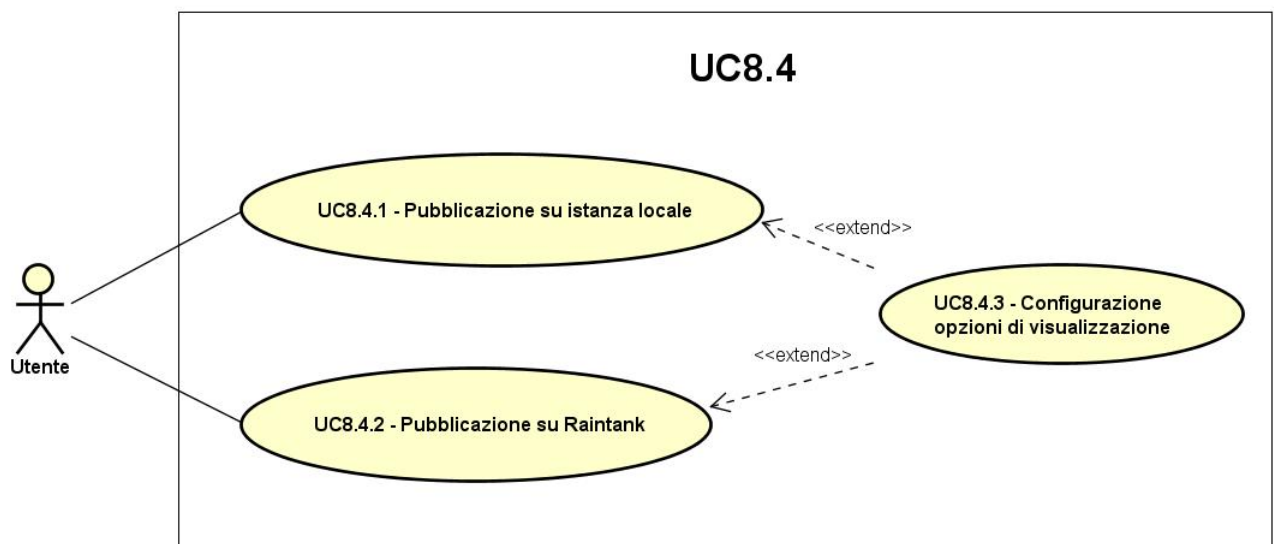 UC8.4
UC8.4.1 - Pubblicazione su istanza locale
<<extend>>
UC8.4.3 - Configurazione
opzioni di visualizzazione
<<extend>>
Utente
UC8.4.2 - Pubblicazione su Raintank